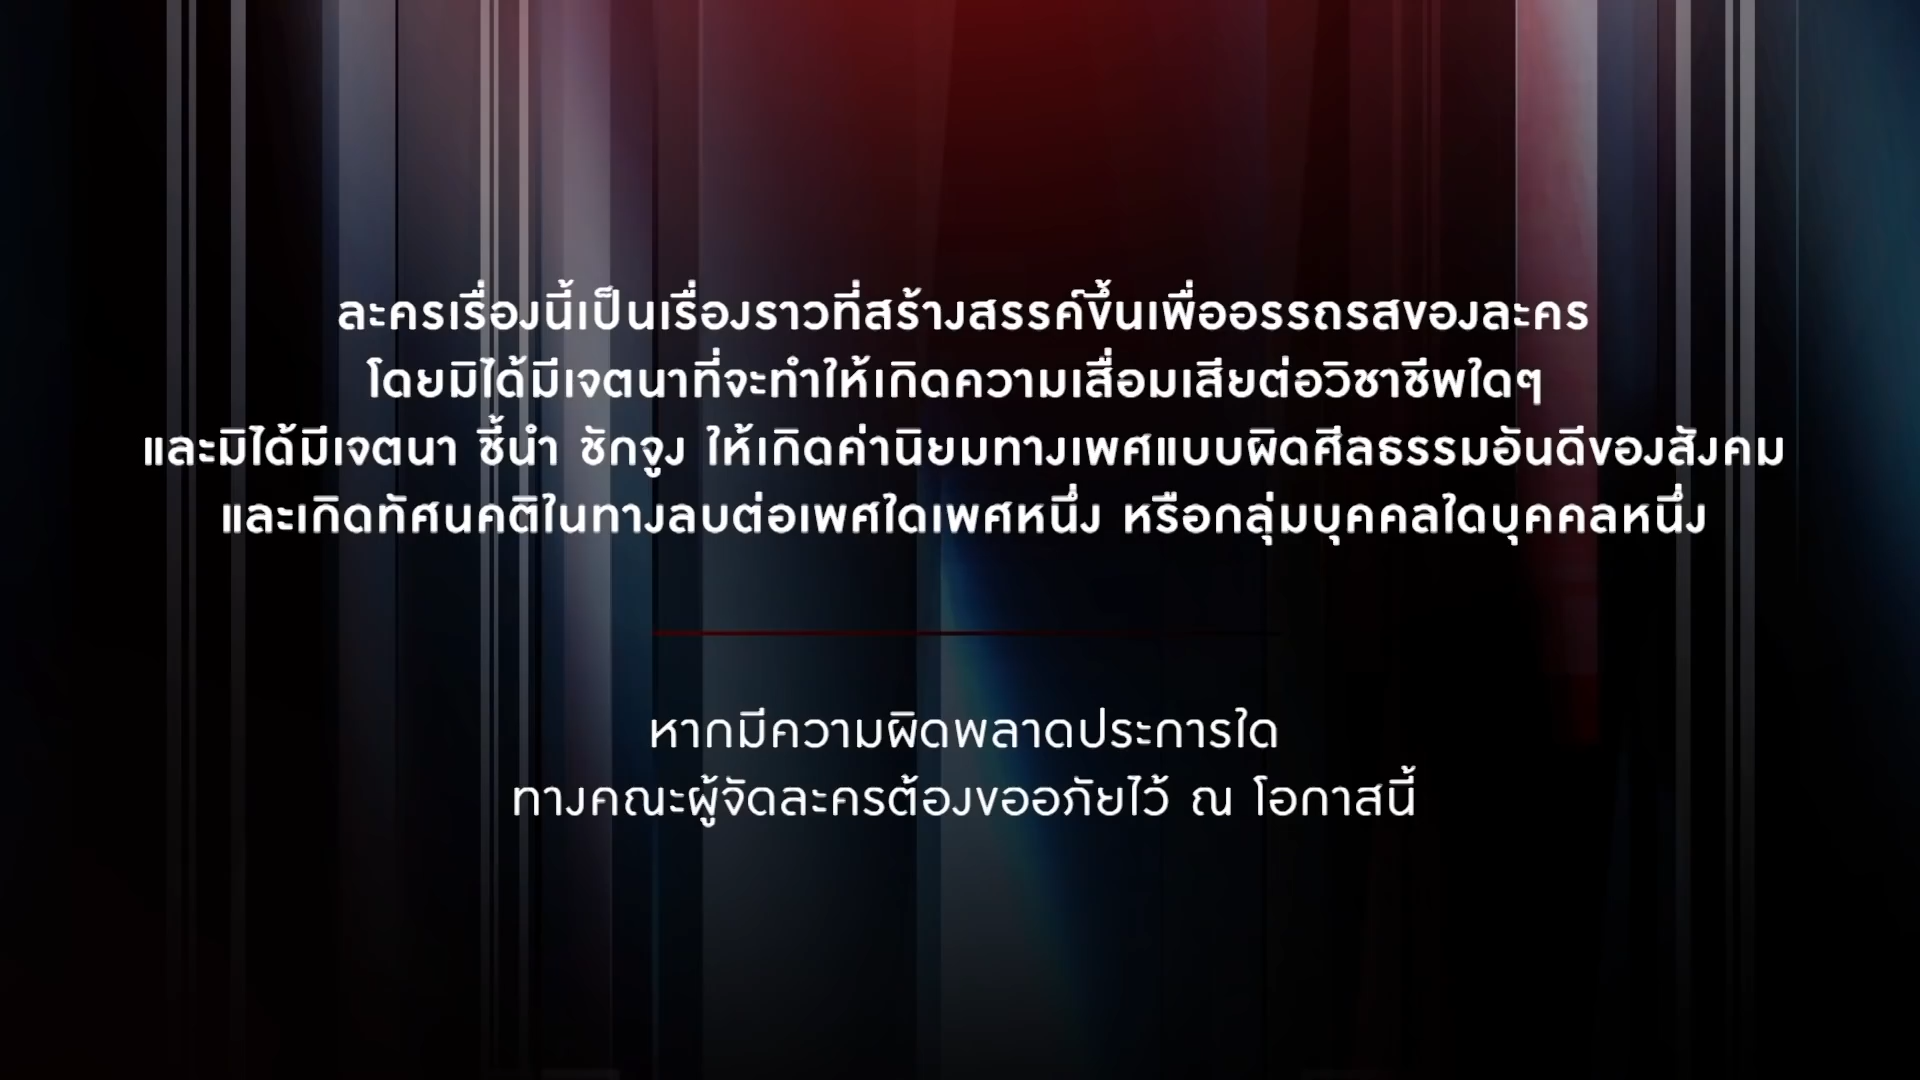 ละครเรื่องนี้เป็นเรื่องราวที่สร้างสรรค์ขึ้นเพื่ออรรถรสของละคร
โดยมิได้มีเจตนาที่จะทำให้เกิดความเสื่อมเสียต่อวิชาชีพใดๆ
และมิได้มีเจตนา ชี้นำ ชักจูง ให้เกิดค่านิยมทางเพศแบบผิดศีลธรรมอันดีของสังคม
และเกิดทัศนคติในทางลบต่อเพศใดเพศหนึ่ง หรือกลุ่มบุคคลใดบุคคลหนึ่ง
หากมีความผิดพลาดประการใด
ทางคณะผู้จัดละครต้องขออภัยไว้ ณ โอกาสนี้